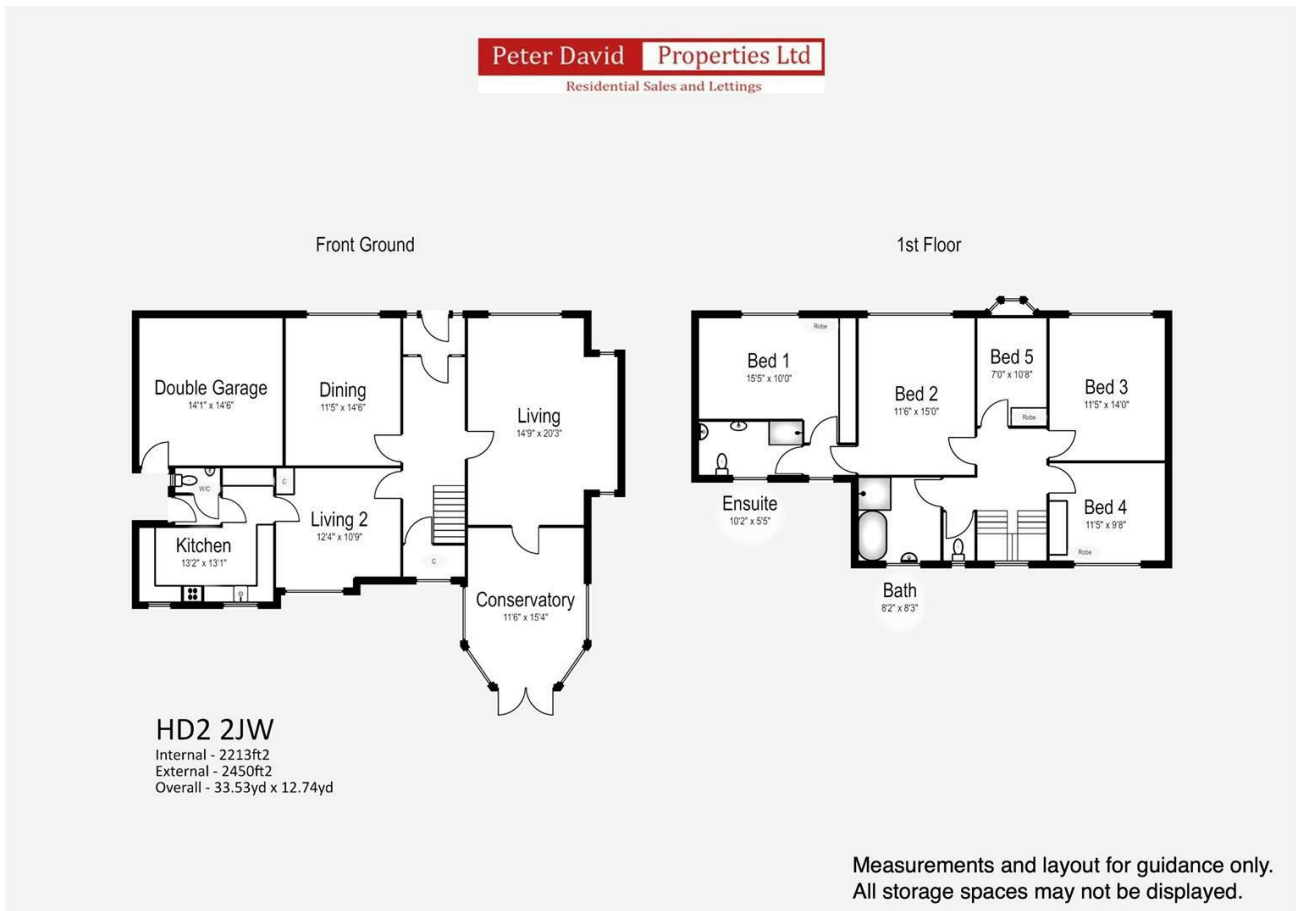 Peter David Properties Ltd
Residential Sales and Lettings
Front Ground
1st Floor
Double Garage
14'1" x 14'6"
Dining
11'5" x 14'6"
Living
14'9" x 20'3"
W/C
C
Living 2
12'4" x 10'9"
Kitchen
13'2" x 13'1"
C
Conservatory
11'6" x 15'4"
Robe
Bed 1
15'5" x 10'0"
Bed 2
11'6" x 15'0"
Bed 5
7'0" x 10'8"
Robe
Bed 3
11'5" x 14'0"
Ensuite
10'2" x 5'5"
Bed 4
11'5" x 9'8"
Robe
Bath
8'2" x 8'3"
HD2 2JW
Internal - 2213ft2
External - 2450ft2
Overall - 33.53yd x 12.74yd
Measurements and layout for guidance only.
All storage spaces may not be displayed.